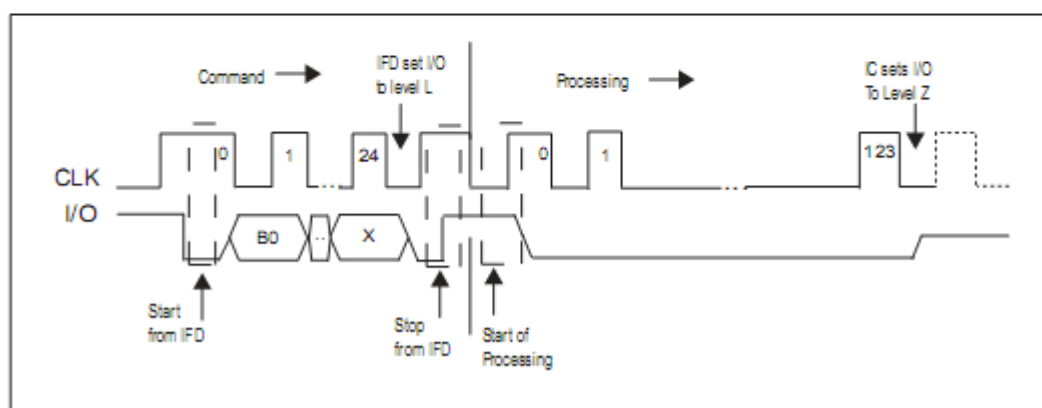 Command
IFD set I/O
to level L
Processing
IC sets I/O
To Level Z
CLK
0
1
24
0
1
123
I/O
B0
..
X
Start
from IFD
Stop
from IFD
Start of
Processing